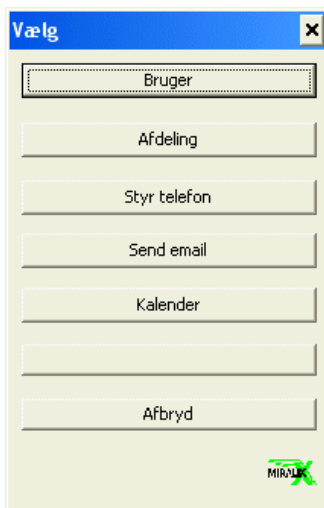 Vælg
Bruger
Afdeling
Styr telefon
Send email
Kalender
Afbryd
MIRALIX